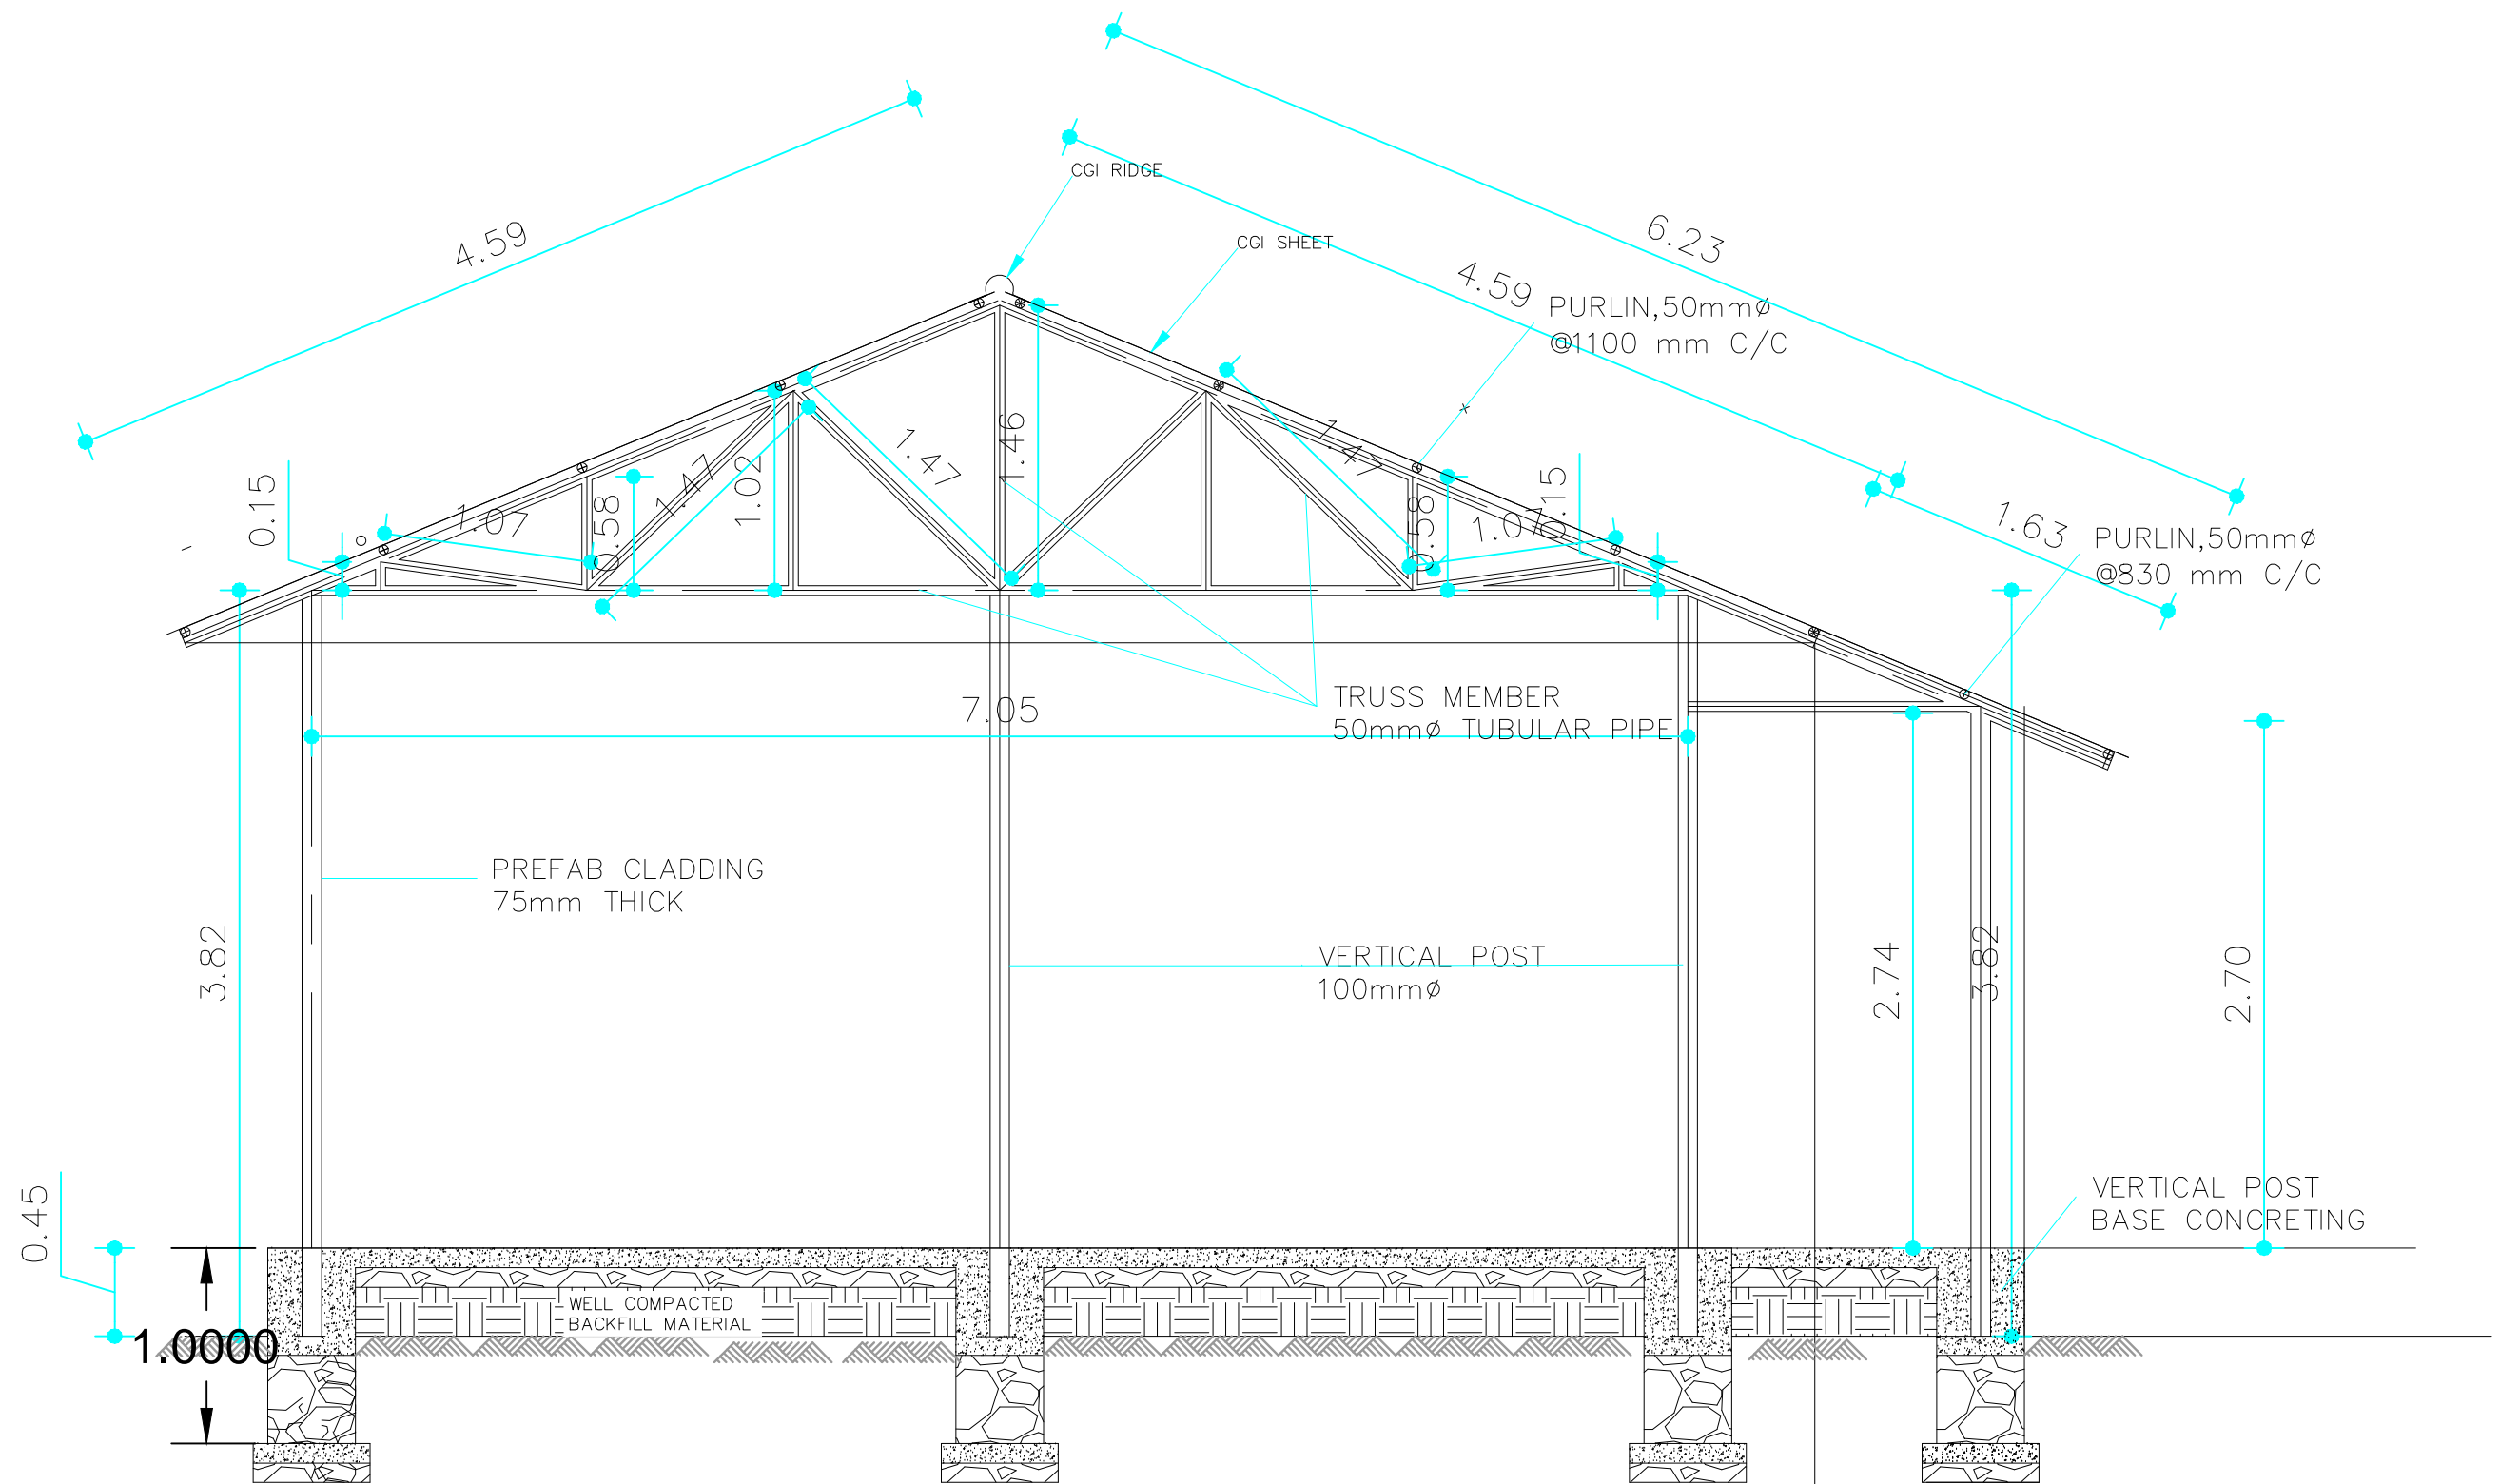 CGI RIDGE
6.23
4.59
CGI SHEET
4.59
PURLIN,50mmø
@1100 mm C/C
1.46
1.47
1.47
1.02
1.47
0.15
1.07
0.58
0.58
1.07
0.15
1.63
PURLIN,50mmø
@830 mm C/C
7.05
TRUSS MEMBER
50mmø TUBULAR PIPE
PREFAB CLADDING
75mm THICK
3.82
VERTICAL POST
100mmø
2.74
3.82
2.70
0.45
VERTICAL POST
BASE CONCRETING
WELL COMPACTED
BACKFILL MATERIAL
1.0000